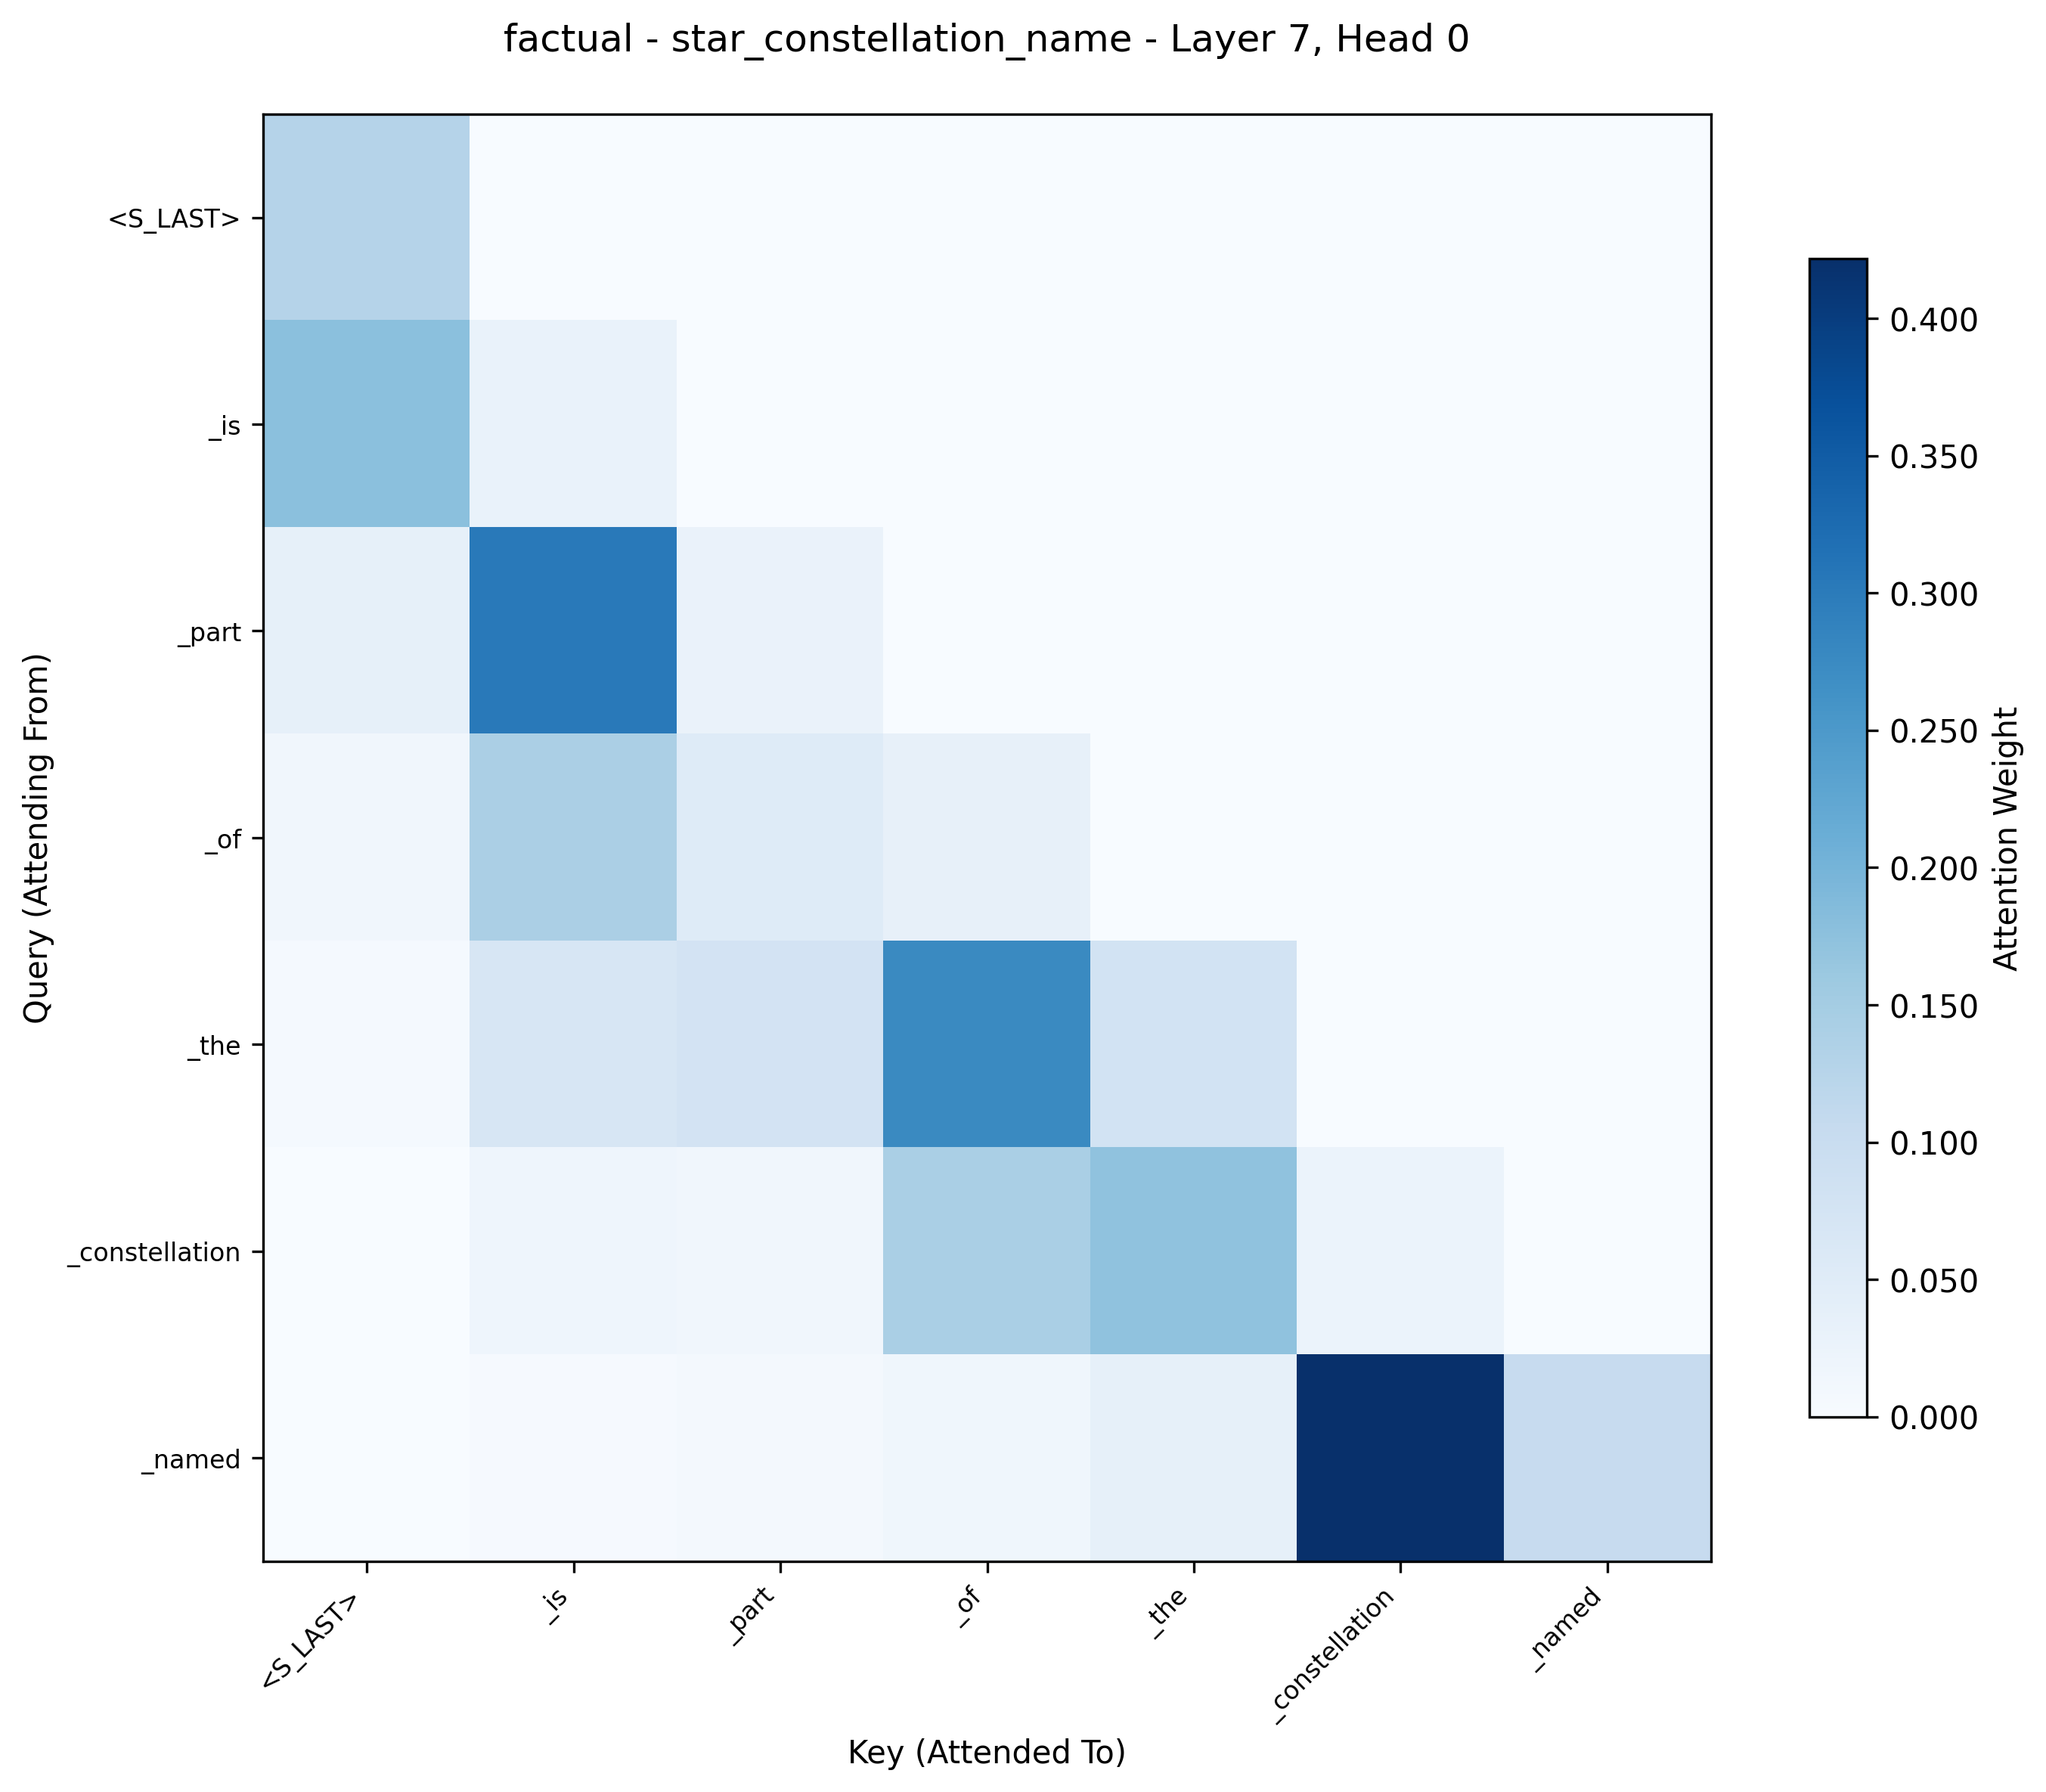 factual - star_constellation_name - Layer 7, Head 0
Query (Attending From)
<S_LAST>
_is
_part
_of
_the
_constellation
_named
<S_LAST>
_is
_part
_of
_the
_constellation
_named
Key (Attended To)
0.400
0.350
0.300
0.250
0.200
0.150
0.100
0.050
0.000
Attention Weight